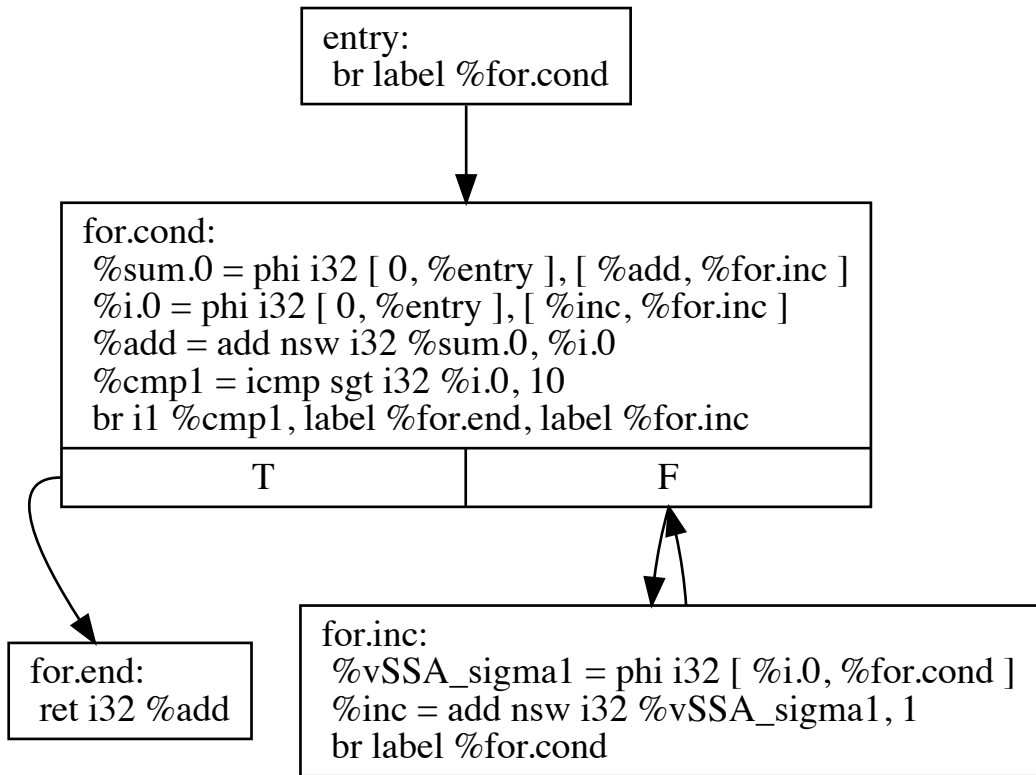 entry:
br label %for.cond
for.cond:
%sum.0 = phi i32 [ 0, %entry ], [ %add, %for.inc ]
%i.0 = phi i32 [ 0, %entry ], [ %inc, %for.inc ]
%add = add nsw i32 %sum.0, %i.0
%cmp1 = icmp sgt i32 %i.0, 10
br i1 %cmp1, label %for.end, label %for.inc
T
F
for.end:
ret i32 %add
for.inc:
%vSSA_sigma1 = phi i32 [ %i.0, %for.cond ]
%inc = add nsw i32 %vSSA_sigma1, 1
br label %for.cond